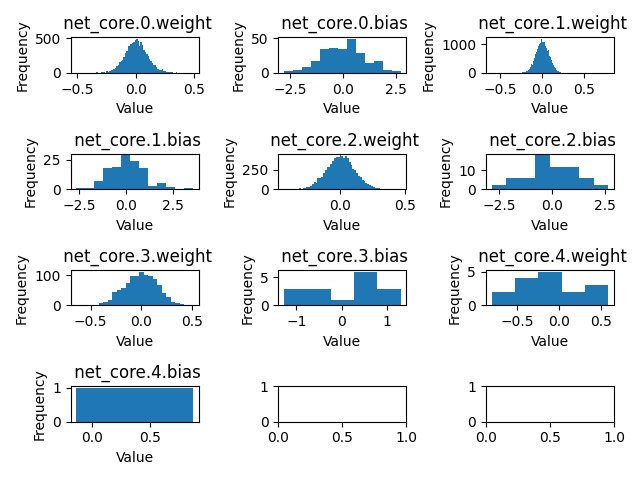 net_core.0.weight
Frequency
500
0
−0.5 0.0 0.5
Value
net_core.0.bias
Frequency
50
0
−2.5 0.0 2.5
Value
net_core.1.weight
Frequency
1000
0
−0.5 0.0
Value
net_core.1.bias
Frequency
25
0
−2.5 0.0 2.5
Value
net_core.2.weight
Frequency
250
0
0.0 0.5
Value
net_core.2.bias
Frequency
10
0
−2.5 0.0 2.5
Value
net_core.3.weight
Frequency
100
0
−0.5 0.0 0.5
Value
net_core.3.bias
Frequency
5
0
−1 0 1
Value
net_core.4.weight
Frequency
5
0
−0.5 0.0 0.5
Value
net_core.4.bias
Frequency
1
0
0.0 0.5
Value
1
0
0.0 0.5 1.0
1
0
0.0 0.5 1.0